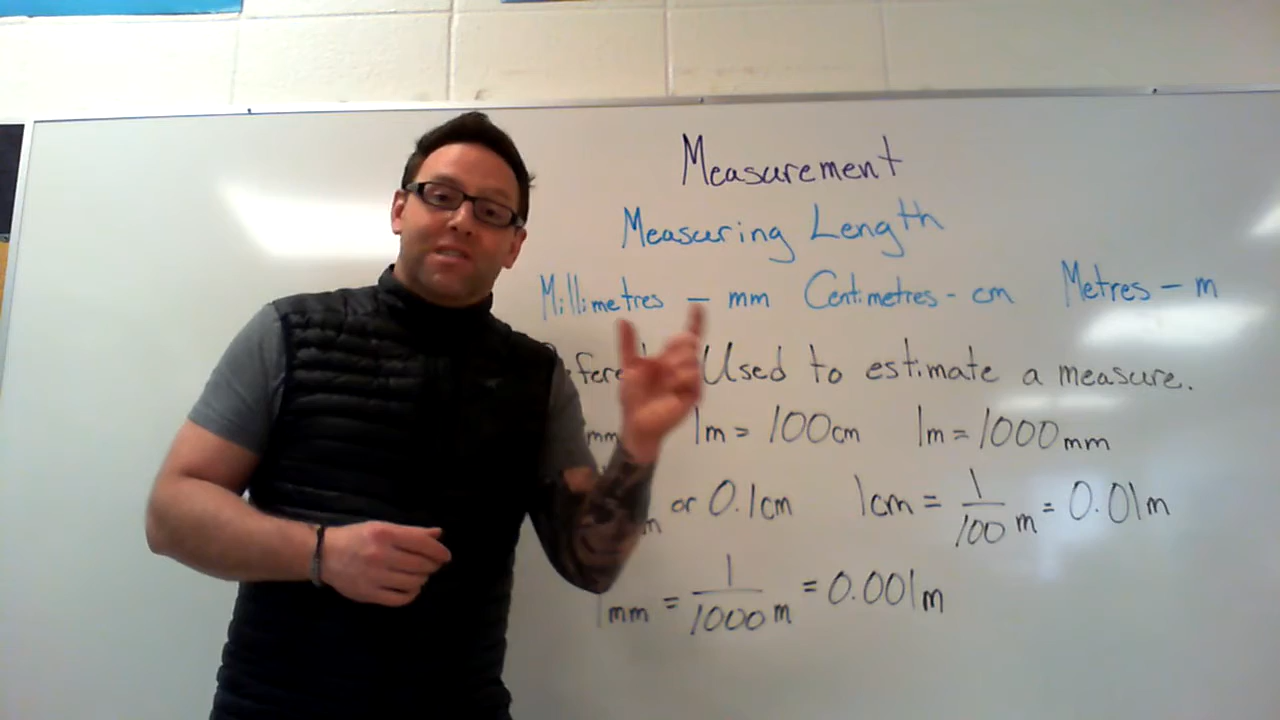 Measurement
Measuring Length
Millimetres - mm Centimetres - cm Metres - m
Used to estimate a measure.
mm 1m = 100cm 1m = 1000mm
or 0.1cm 1cm = 1/100 m = 0.01m
1mm = 1/1000 m = 0.001m